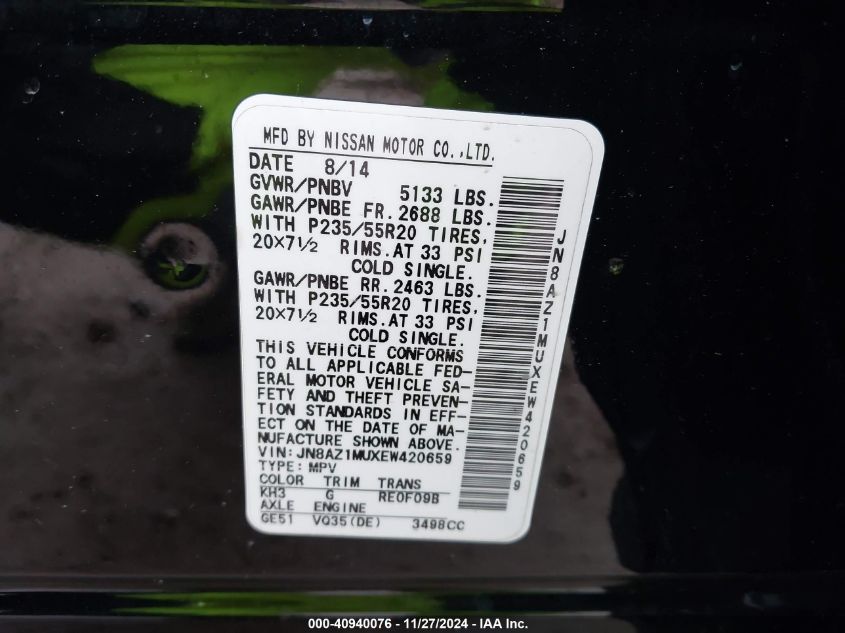 MFD BY NISSAN MOTOR CO.,LTD.
DATE 8/14
GVWR/PNBV 5133 LBS.
GAWR/PNBE FR. 2688 LBS.
WITH P235/55R20 TIRES,
20×7½ RIMS.AT 33 PSI
COLD SINGLE.
GAWR/PNBE RR. 2463 LBS.
WITH P235/55R20 TIRES,
20×7½ RIMS.AT 33 PSI
COLD SINGLE.
THIS VEHICLE CONFORMS
TO ALL APPLICABLE FED-
ERAL MOTOR VEHICLE SA-
FETY AND THEFT PREVEN-
TION STANDARDS IN EFF-
ECT ON THE DATE OF MA-
NUFACTURE SHOWN ABOVE.
VIN: JN8AZ1MUXEW420659
TYPE: MPV
COLOR TRIM TRANS
KH3 G RE0F09B
AXLE ENGINE
GE51 VQ35(DE) 3498CC
JN8AZ1MUXEW420659
000-40940076 - 11/27/2024 - IAA Inc.